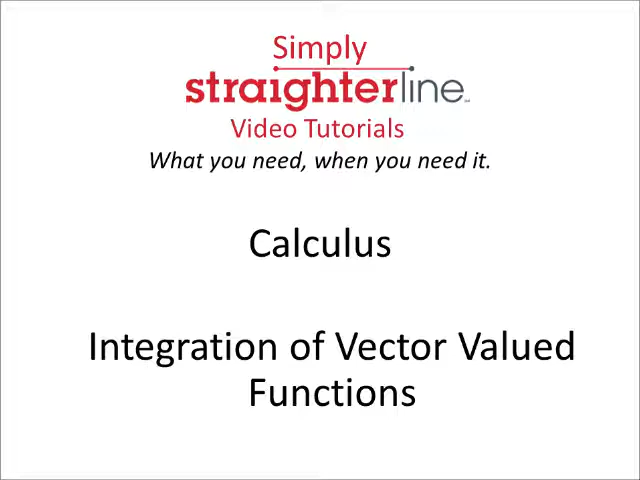 Simply
straighterline
Video Tutorials
What you need, when you need it.
Calculus
Integration of Vector Valued
Functions